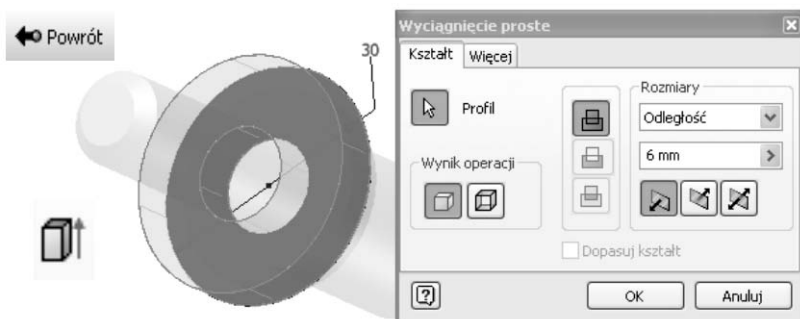 Powrót
30
Wyciągnięcie proste
Kształt Więcej
Profil
Rozmiary
Odległość
6 mm
Wynik operacji
Dopasuj kształt
OK Anuluj